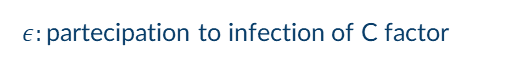 ϵ: partecipation to infection of C factor